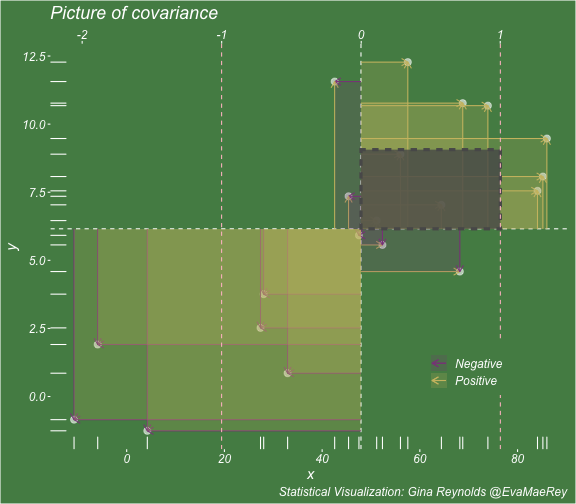 Picture of covariance
-2 -1 0 1
12.5
10.0
7.5
5.0
2.5
0.0
y
Negative
Positive
0 20 40 60 80
x
Statistical Visualization: Gina Reynolds @EvaMaeRey